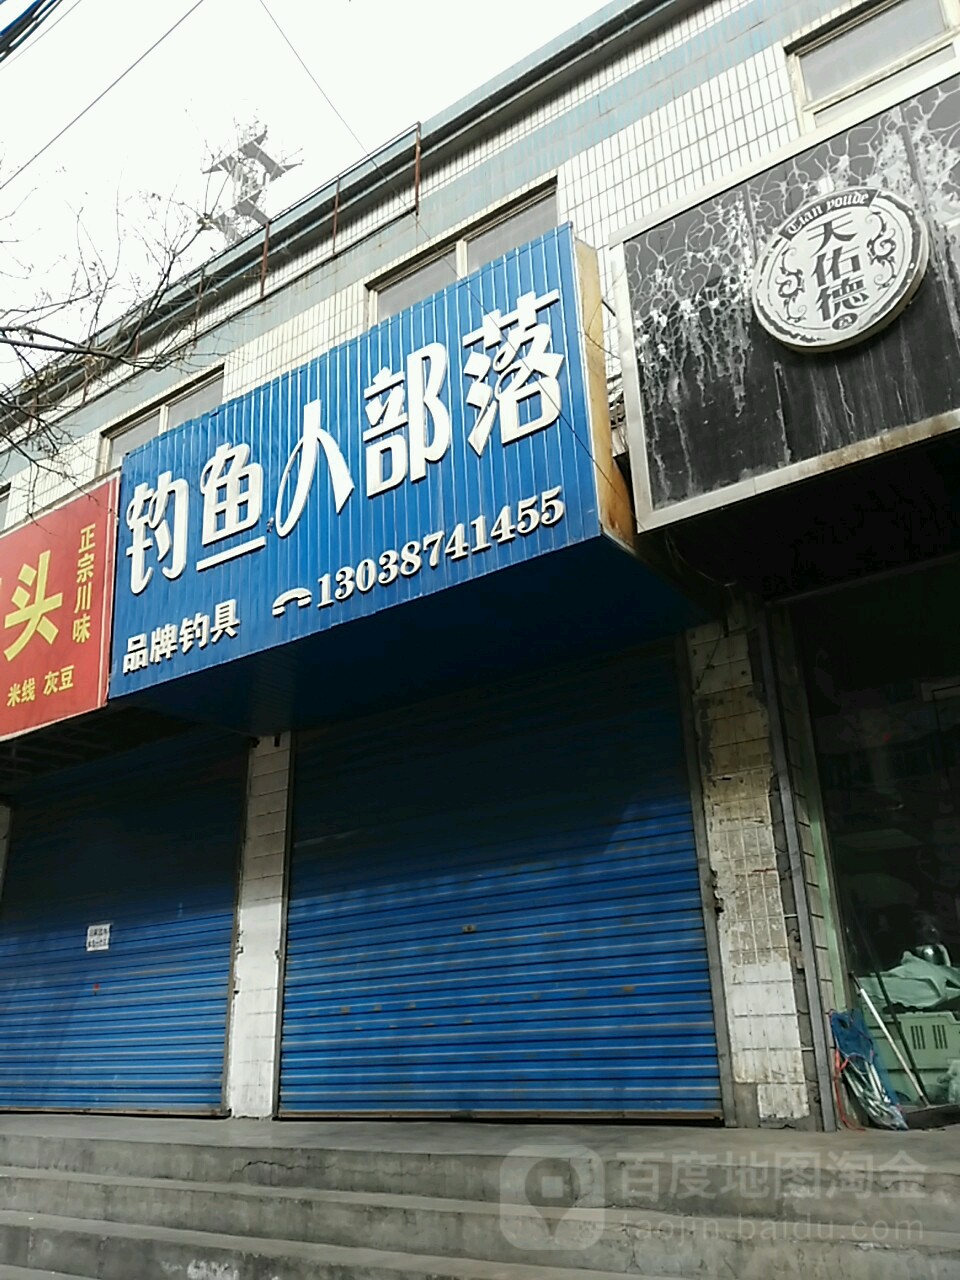 头
正宗川味
米线 灰豆
钓鱼人部落
品牌钓具 13038741455
Tian youde
天佑德
百度地图淘金
taojin.baidu.com